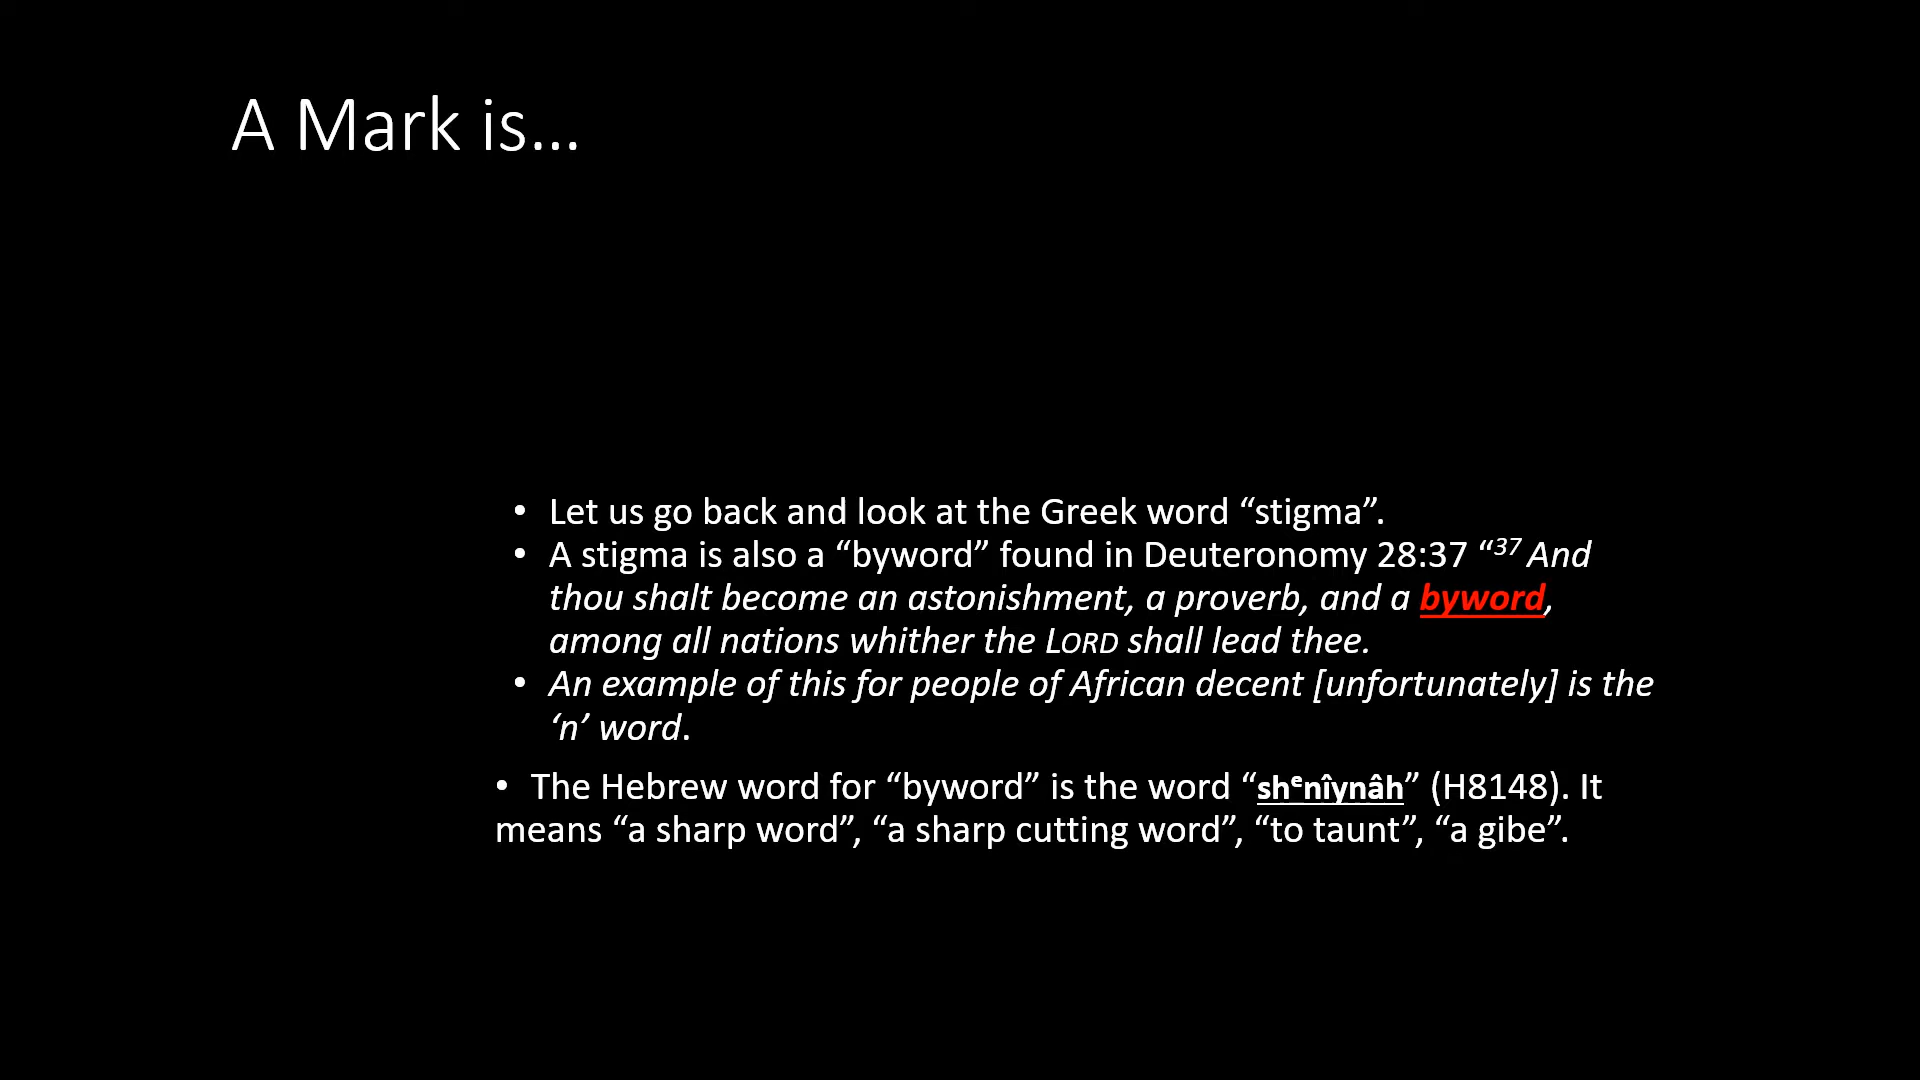 A Mark is...
• Let us go back and look at the Greek word “stigma”.
• A stigma is also a “byword” found in Deuteronomy 28:37 “37 And
thou shalt become an astonishment, a proverb, and a byword,
among all nations whither the LORD shall lead thee.
• An example of this for people of African decent [unfortunately] is the
‘n’ word.
• The Hebrew word for “byword” is the word “shᵉnîynâh” (H8148). It
means “a sharp word”, “a sharp cutting word”, “to taunt”, “a gibe”.